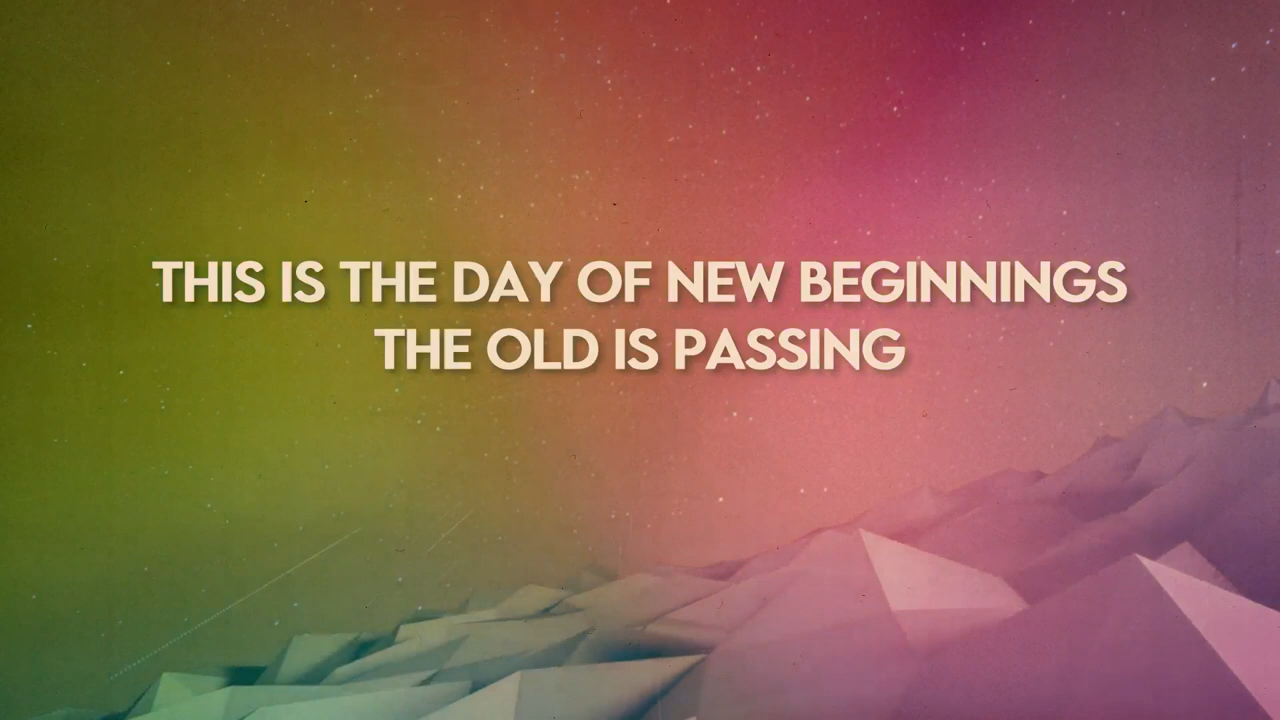 THIS IS THE DAY OF NEW BEGINNINGS
THE OLD IS PASSING